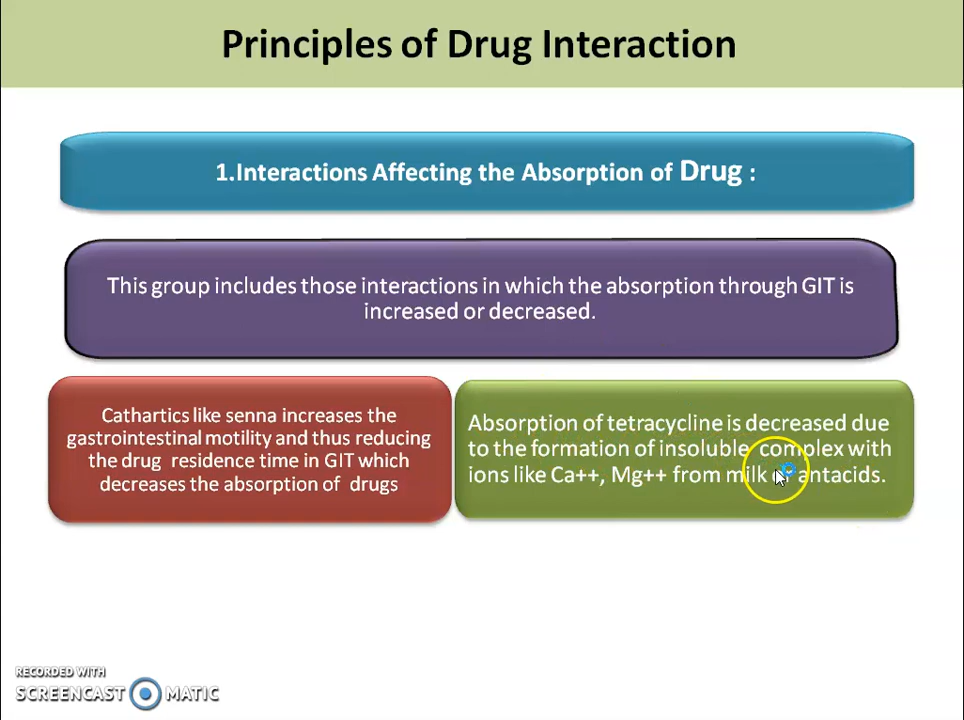 Principles of Drug Interaction
1.Interactions Affecting the Absorption of Drug :
This group includes those interactions in which the absorption through GIT is
increased or decreased.
Cathartics like senna increases the
gastrointestinal motility and thus reducing
the drug residence time in GIT which
decreases the absorption of drugs
Absorption of tetracycline is decreased due
to the formation of insoluble complex with
ions like Ca++, Mg++ from milk antacids.
RECORDED WITH
SCREENCAST MATIC